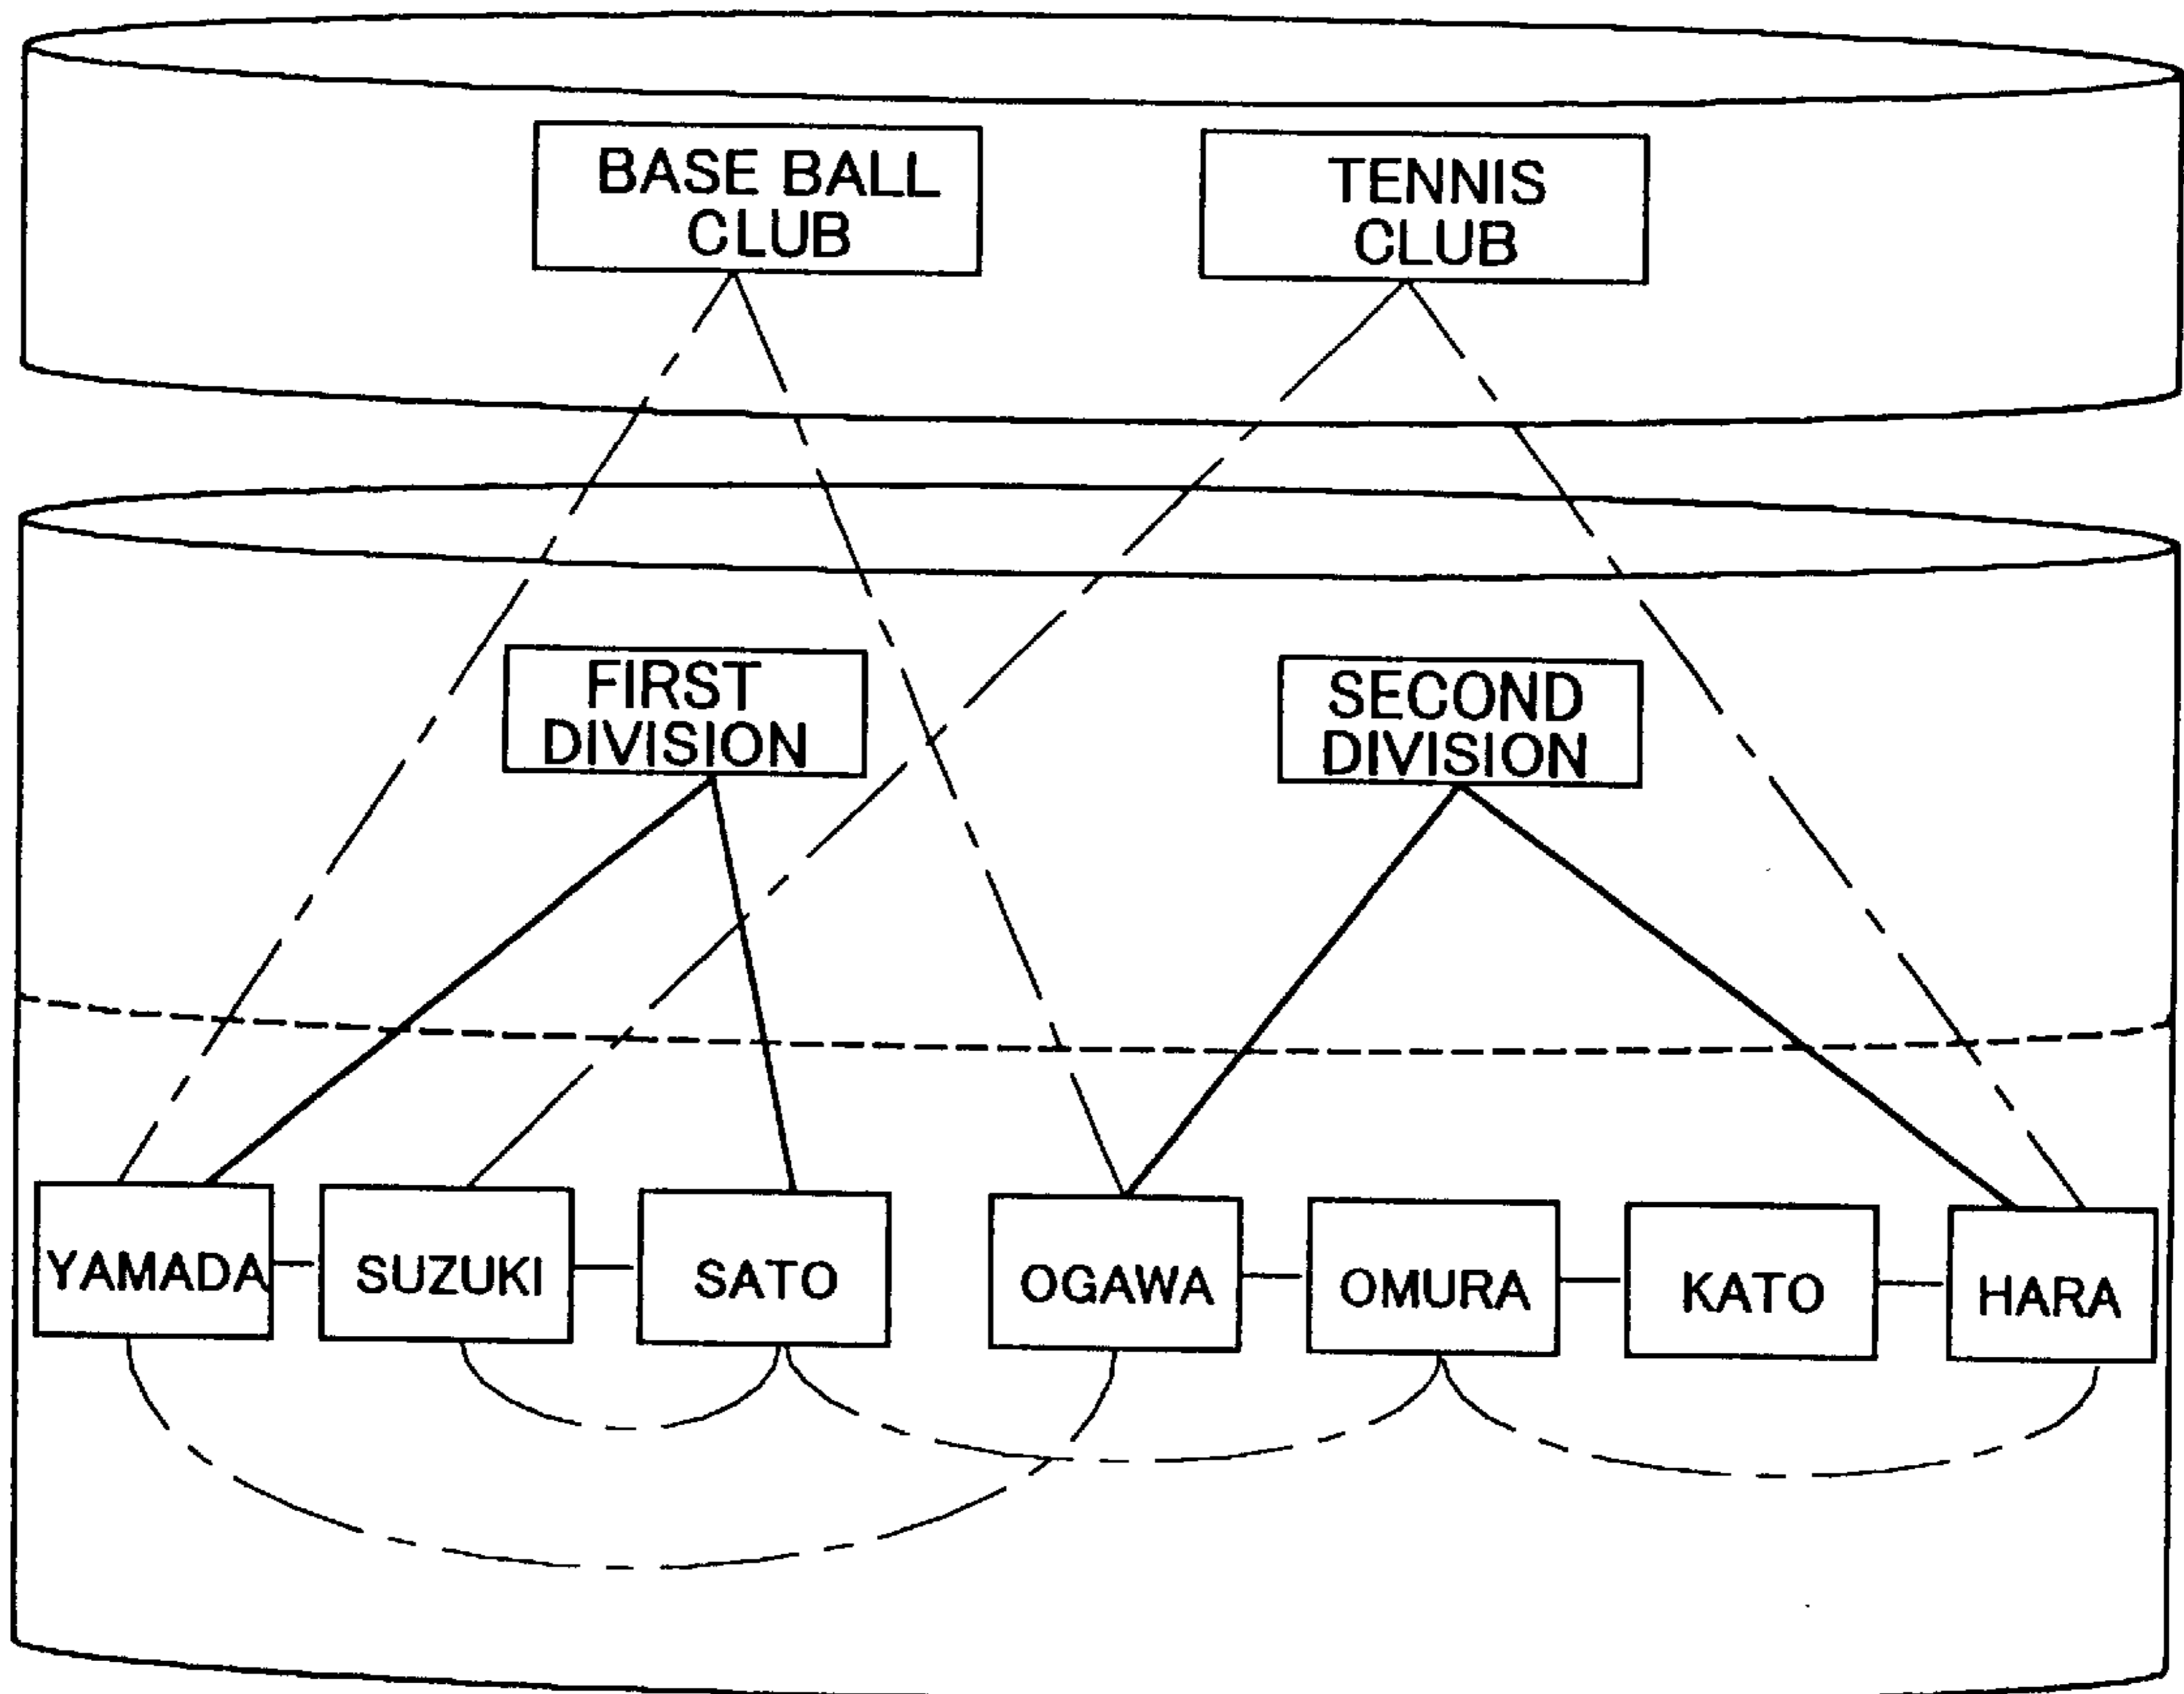 BASE BALL
CLUB
TENNIS
CLUB
FIRST
DIVISION
SECOND
DIVISION
YAMADA
SUZUKI
SATO
OGAWA
OMURA
KATO
HARA